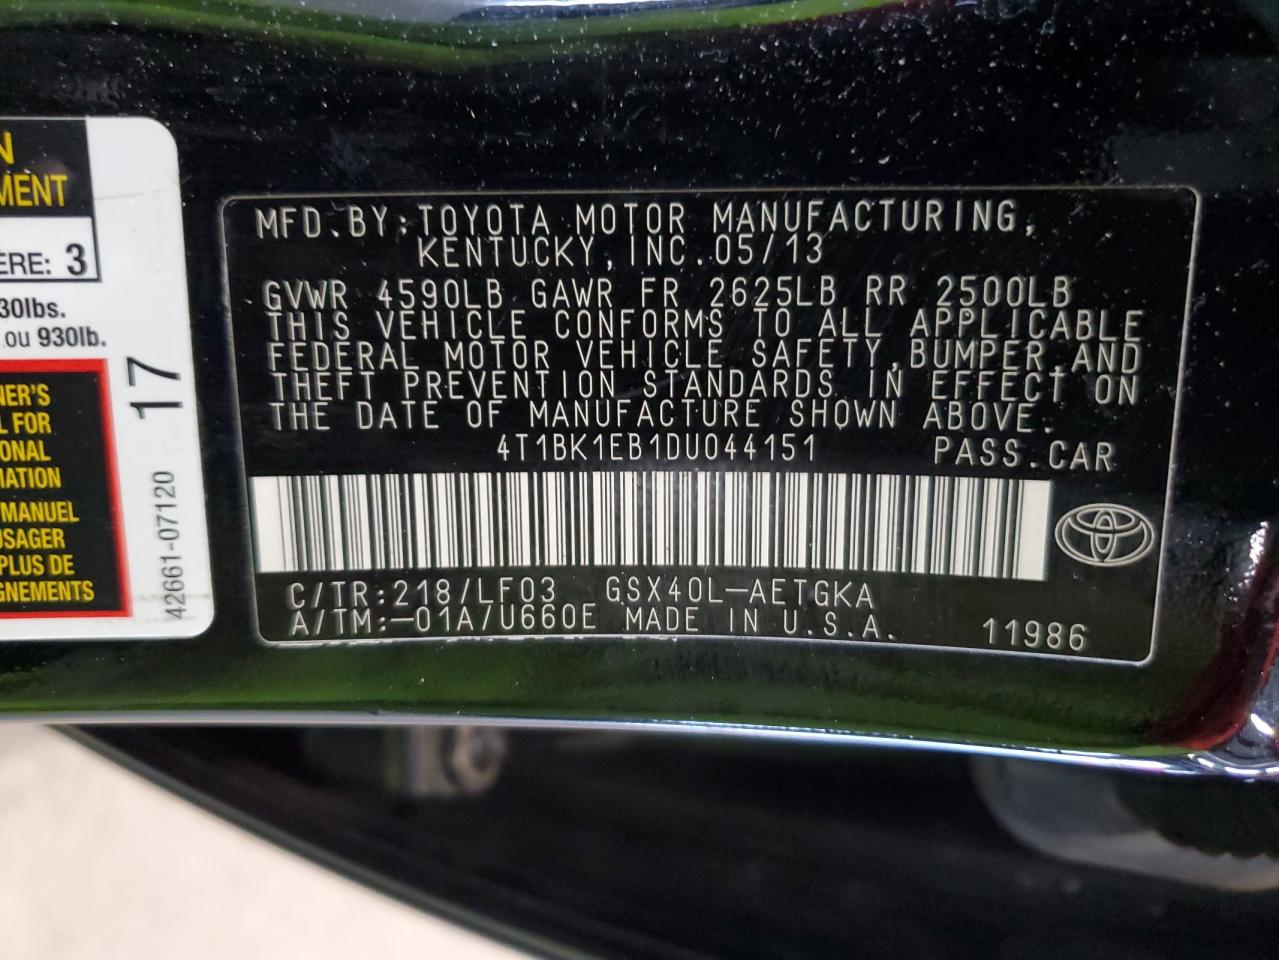 N
MENT
ERE: 3
30lbs.
ou 930lb.
NER'S
L FOR
ONAL
MATION
MANUEL
USAGER
PLUS DE
GNEMENTS
17
42661-07120
MFD.BY:TOYOTA MOTOR MANUFACTURING,
KENTUCKY,INC.05/13
GVWR 4590LB GAWR FR 2625LB RR 2500LB
THIS VEHICLE CONFORMS TO ALL APPLICABLE
FEDERAL MOTOR VEHICLE SAFETY,BUMPER,AND
THEFT PREVENTION STANDARDS IN EFFECT ON
THE DATE OF MANUFACTURE SHOWN ABOVE.
4T1BK1EB1DU044151 PASS.CAR
C/TR:218/LF03 GSX40L-AETGKA
A/TM:-01A/U660E MADE IN U.S.A. 11986